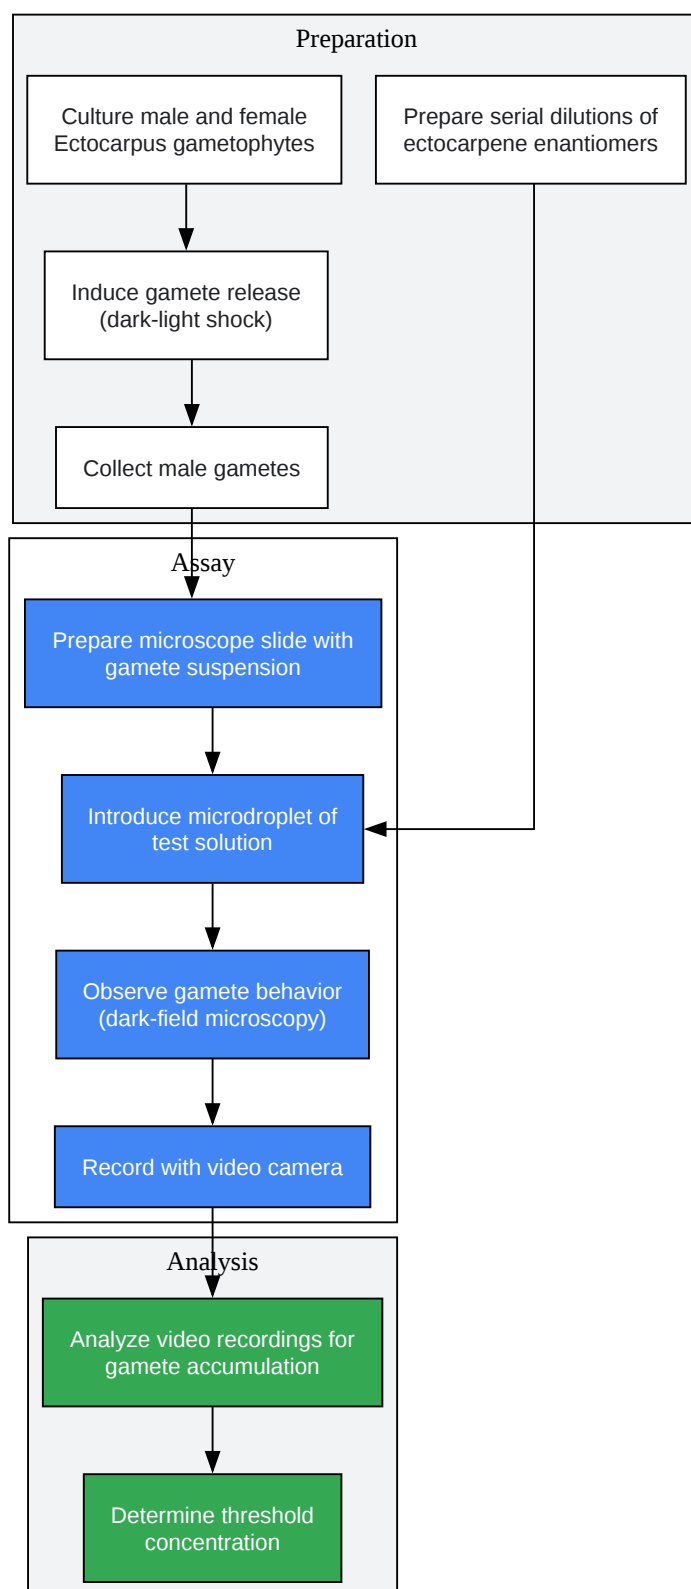 Preparation
Culture male and female
Ectocarpus gametophytes
Prepare serial dilutions of
ectocarpene enantiomers
Induce gamete release
(dark-light shock)
Collect male gametes
Assay
Prepare microscope slide with
gamete suspension
Introduce microdroplet of
test solution
Observe gamete behavior
(dark-field microscopy)
Record with video camera
Analysis
Analyze video recordings for
gamete accumulation
Determine threshold
concentration